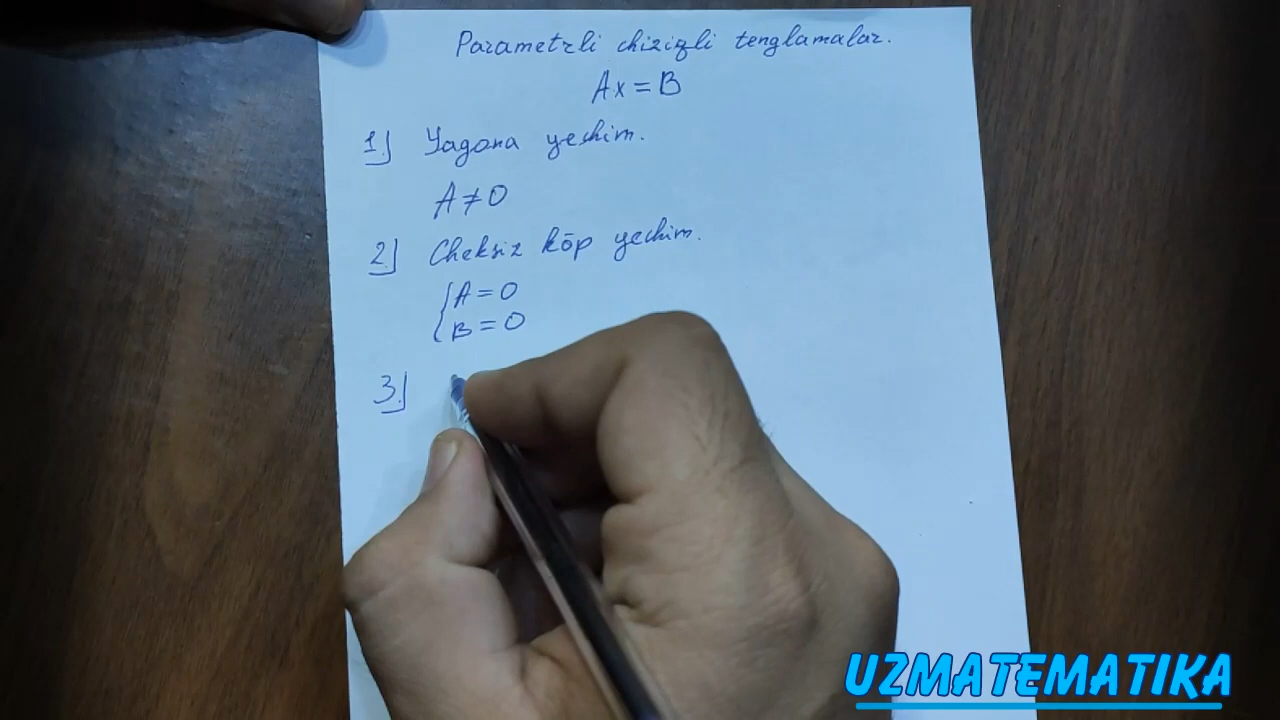 Parametrli chiziqli tenglamalar.
Ax = B
1.) Yagona yechim.
A ≠ 0
2.) Cheksiz kōp yechim.
{ A = 0
B = 0
3.)
UZMATEMATIKA